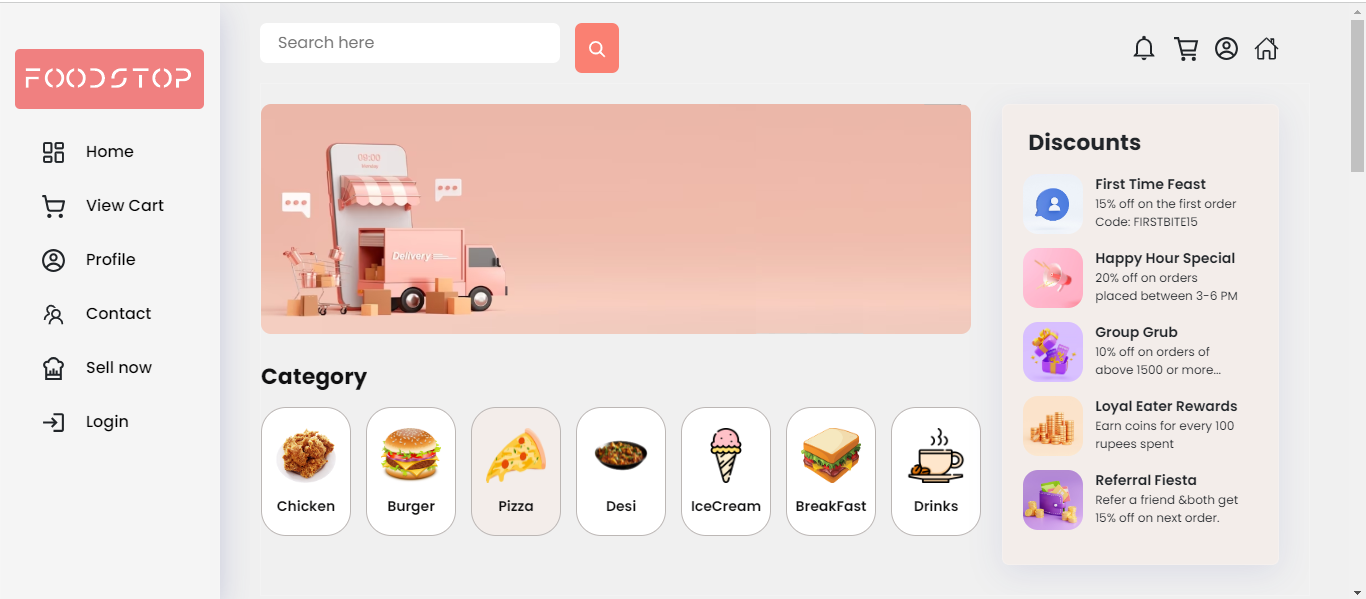 FOODSTOP
Home
View Cart
Profile
Contact
Sell now
Login
Search here
09:00
Monday
Delivery
Category
Chicken
Burger
Pizza
Desi
IceCream
BreakFast
Drinks
Discounts
First Time Feast
15% off on the first order
Code: FIRSTBITE15
Happy Hour Special
20% off on orders
placed between 3-6 PM
Group Grub
10% off on orders of
above 1500 or more...
Loyal Eater Rewards
Earn coins for every 100
rupees spent
Referral Fiesta
Refer a friend &both get
15% off on next order.